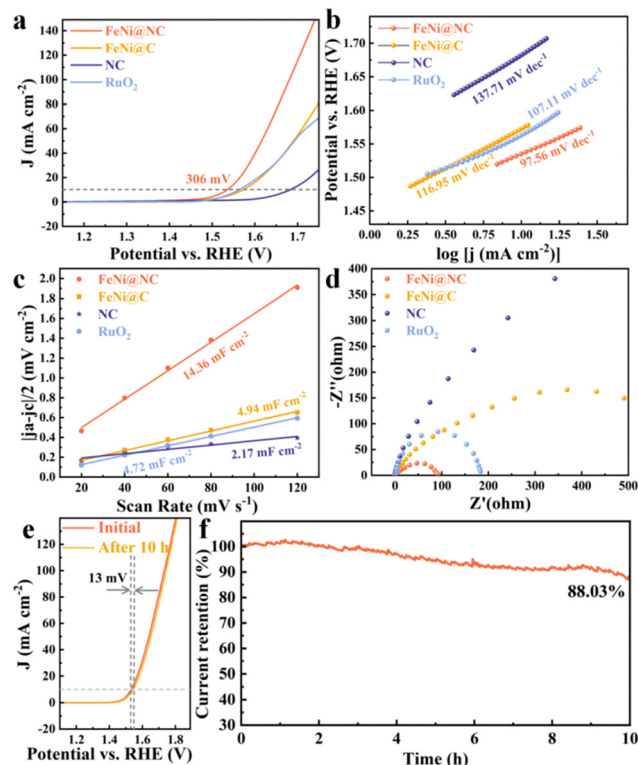 a
FeNi@NC
FeNi@C
NC
RuO2
306 mV
J (mA cm-2)
140
120
100
80
60
40
20
0
-20
1.2
1.3
1.4
1.5
1.6
1.7
Potential vs. RHE (V)
b
FeNi@NC
FeNi@C
NC
RuO2
137.71 mV dec-1
107.11 mV dec-1
116.95 mV dec-1
97.56 mV dec-1
Potential vs. RHE (V)
1.70
1.65
1.60
1.55
1.50
1.45
0.00
0.40
0.80
1.20
1.60
log [j (mA cm-2)]
c
FeNi@NC
FeNi@C
NC
RuO2
14.36 mF cm-2
4.94 mF cm-2
4.72 mF cm-2
2.17 mF cm-2
|ja-jc|/2 (mV cm-2)
2.0
1.8
1.6
1.4
1.2
1.0
0.8
0.6
0.4
0.2
0.0
20
40
60
80
100
120
Scan Rate (mV s-1)
d
FeNi@NC
FeNi@C
NC
RuO2
-Z''(ohm)
-400
-350
-300
-250
-200
-150
-100
-50
0
0
100
200
300
400
500
Z'(ohm)
e
Initial
After 10 h
13 mV
J (mA cm-2)
120
100
80
60
40
20
0
-20
1.2
1.4
1.6
1.8
Potential vs. RHE (V)
f
88.03%
Current retention (%)
110
100
90
80
70
60
50
40
30
0
2
4
6
8
10
Time (h)